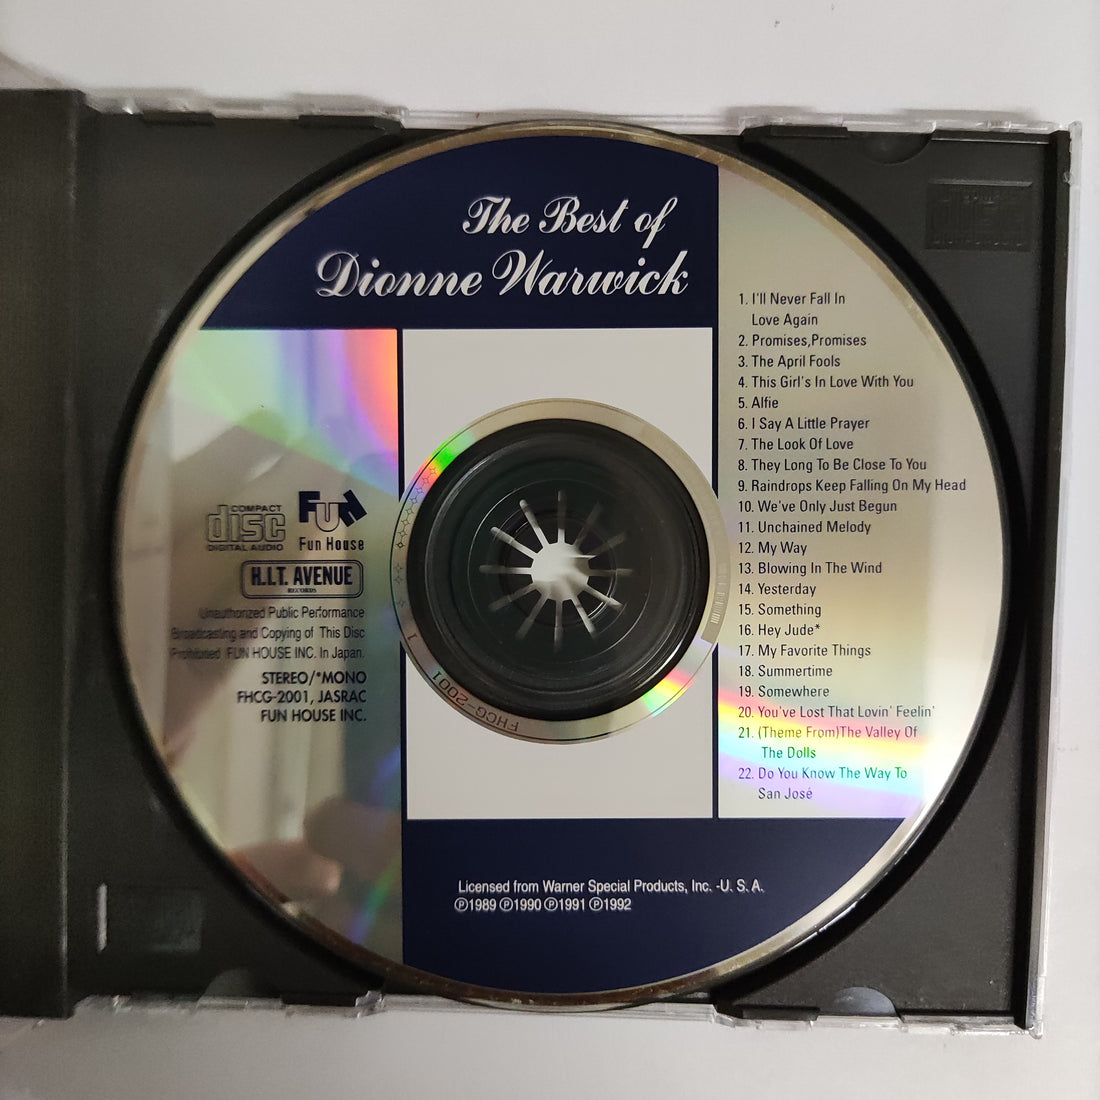 The Best of
Dionne Warwick
1. I'll Never Fall In
Love Again
2. Promises,Promises
3. The April Fools
4. This Girl's In Love With You
5. Alfie
6. I Say A Little Prayer
7. The Look Of Love
8. They Long To Be Close To You
9. Raindrops Keep Falling On My Head
10. We've Only Just Begun
11. Unchained Melody
12. My Way
13. Blowing In The Wind
14. Yesterday
15. Something
16. Hey Jude*
17. My Favorite Things
18. Summertime
19. Somewhere
20. You've Lost That Lovin' Feelin'
21. (Theme From)The Valley Of
The Dolls
22. Do You Know The Way To
San José
COMPACT
disc
DIGITAL AUDIO
Fun
Fun House
H.I.T. AVENUE
RECORDS
Unauthorized Public Performance
Broadcasting and Copying of This Disc
Prohibited FUN HOUSE INC. In Japan.
STEREO/*MONO
FHCG-2001, JASRAC
FUN HOUSE INC.
FHCG-2001 1
Licensed from Warner Special Products, Inc. -U. S. A.
Ⓟ1989 Ⓟ1990 Ⓟ1991 Ⓟ1992